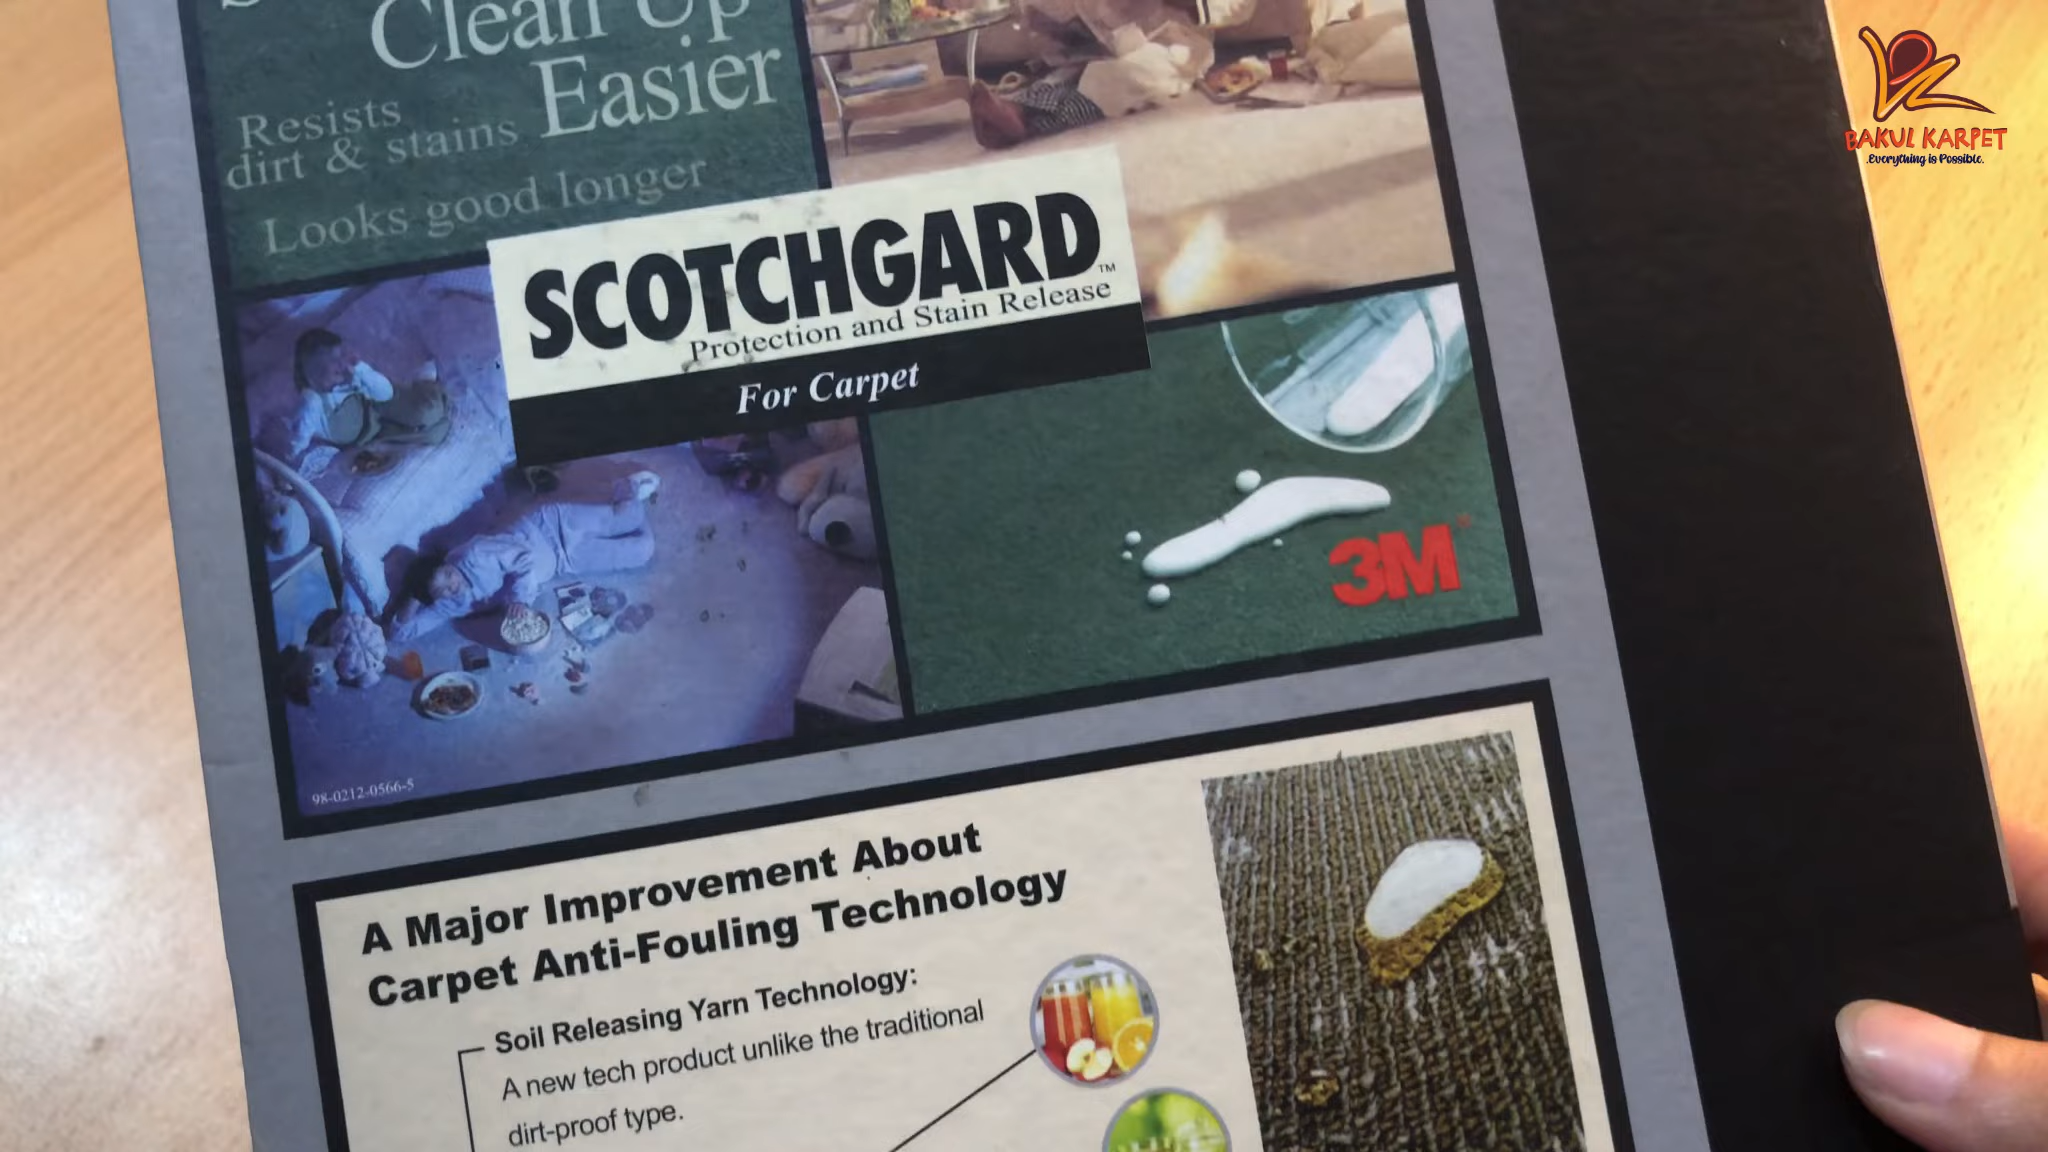 Clean Up
Easier
Resists
dirt & stains
Looks good longer
SCOTCHGARD™
Protection and Stain Release
For Carpet
3M®
98-0212-0566-5
A Major Improvement About
Carpet Anti-Fouling Technology
Soil Releasing Yarn Technology:
A new tech product unlike the traditional
dirt-proof type.
BAKUL KARPET
.Everything is Possible.